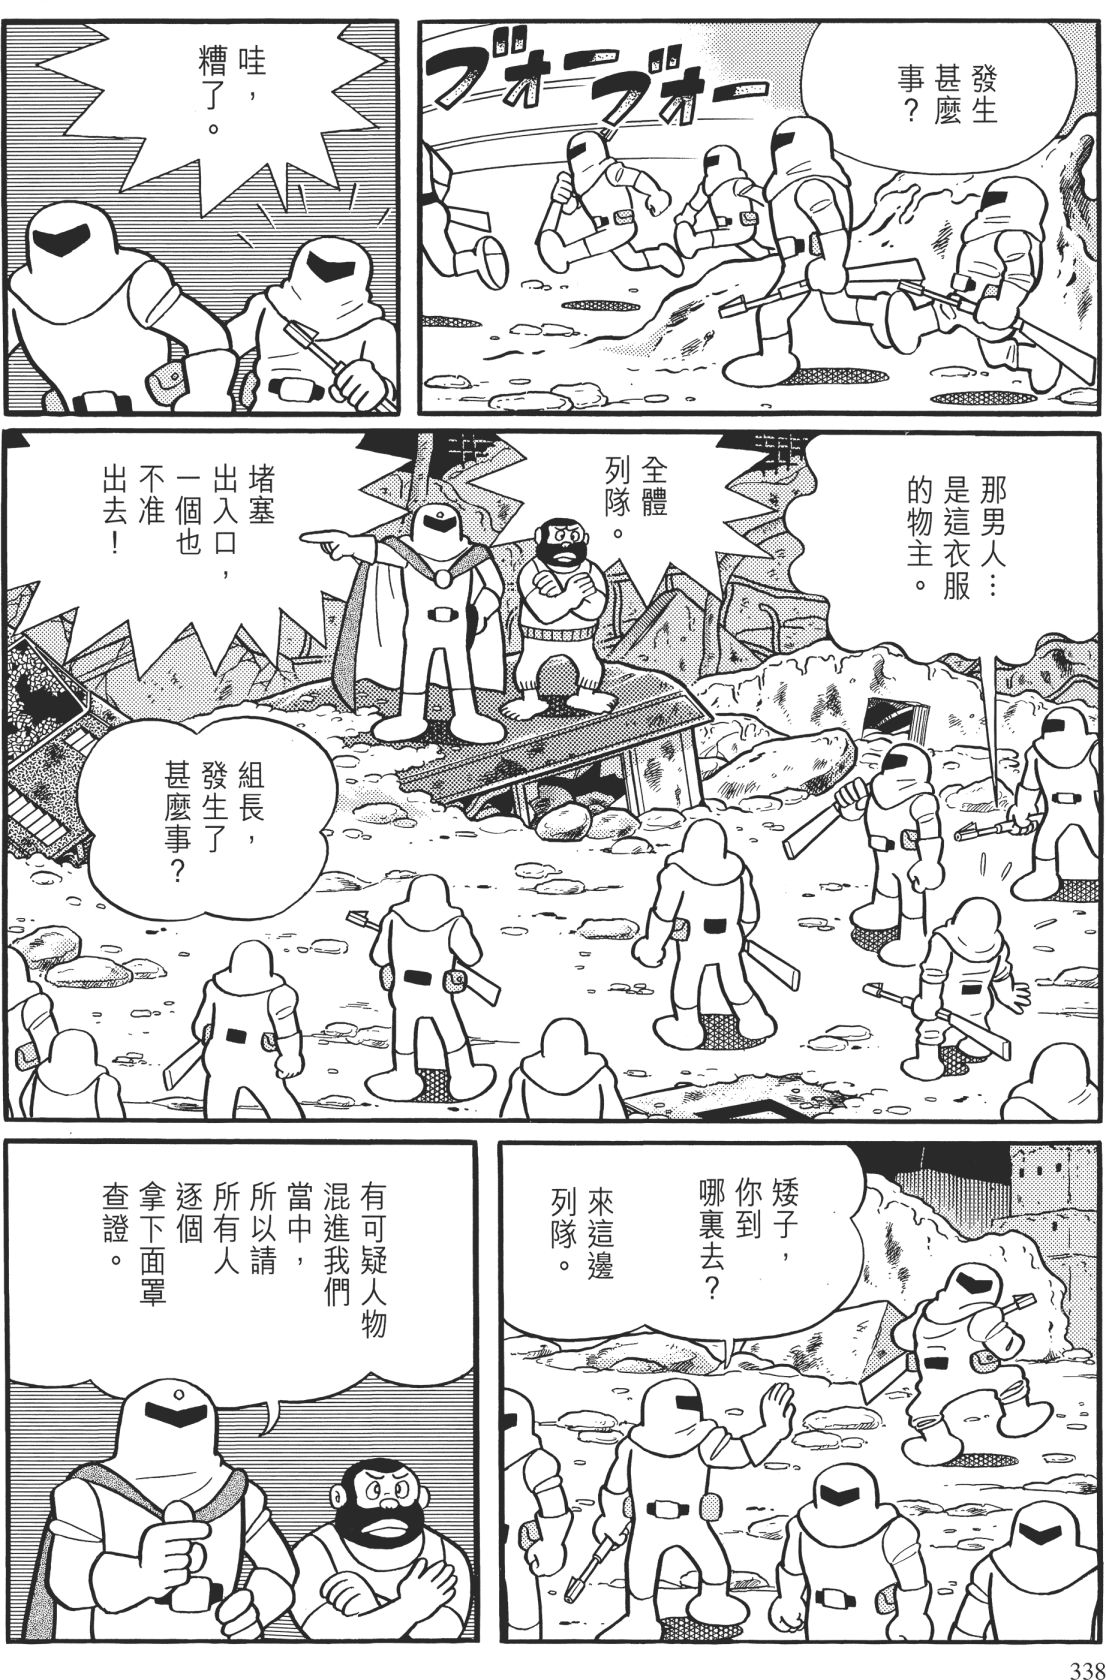 發生
甚麼
事？
ブォー
ブォー
哇，
糟了。
那男人…
是這衣服
的物主。
全體
列隊。
堵塞
出入口，
一個也
不准
出去！
組長，
發生了
甚麼事？
矮子，
你到
哪裏去？
來這邊
列隊。
有可疑人物
混進我們
當中，
所以請
所有人
逐個
拿下面罩
查證。
338